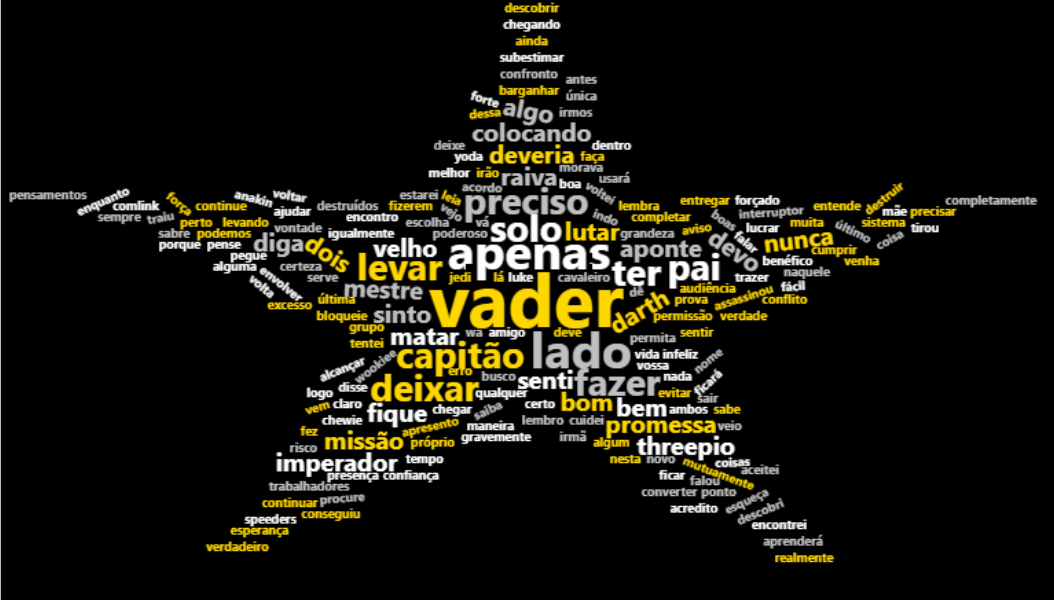 descobrir
chegando
ainda
subestimar
confronto antes
barganhar única
forte algo irmos
dessa
colocando
deixe dentro
yoda deveria faça
melhor irão morava
raiva boa voltei usará
acordo
pensamentos enquanto força anakin voltar estarei leia preciso entregar forçado destruir completamente
comlink continue destruídos fizerem vejo lembra interruptor entende mãe precisar
sempre traiu ajudar encontro escolha vá indo completar boas muita sistema
perto levando vontade igualmente poderoso solo lutar grandeza aviso lucrar último tirou
sabre podemos
porque pense diga dois velho apenas aponte devo falar nunca cumprir coisa
pegue benéfico venha
alguma envolver certeza levar jedi lá luke cavaleiro ter pai trazer naquele
volta serve mestre dê audiência fácil
excesso última vader darth prova assassinou conflito
bloqueie sinto permissão verdade
grupo matar wa amigo deve sentir
tentei permita
alcançar wookiee capitão lado vida infeliz nome
erro vossa
logo disse deixar busco qualquer senti fazer nada evitar ficará
vem claro fique chegar saiba certo bom bem ambos sair sabe
chewie apresento maneira lembro cuidei promessa veio
fez missão próprio gravemente irmã algum threepio
risco
imperador tempo nesta novo mutuamente coisas
presença confiança ficar falou aceitei
trabalhadores converter ponto
continuar procure acredito esqueça
speeders conseguiu descobri
esperança encontrei
verdadeiro aprenderá
realmente